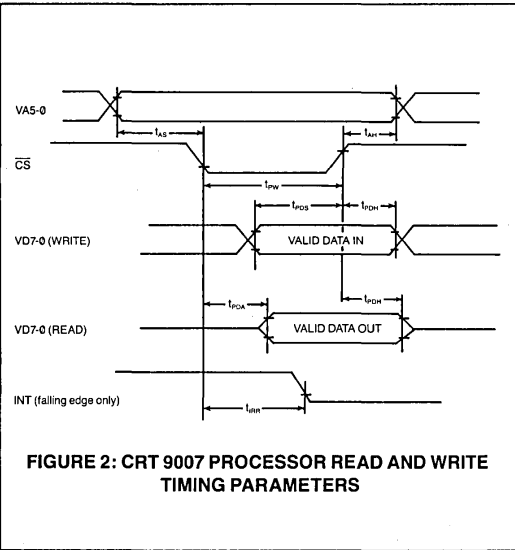 VA5-0
tAS
tAH
CS
tPW
tPDS
tPDH
VD7-0 (WRITE)
VALID DATA IN
tPDA
tPDH
VD7-0 (READ)
VALID DATA OUT
INT (falling edge only)
tIRR
FIGURE 2: CRT 9007 PROCESSOR READ AND WRITE
TIMING PARAMETERS